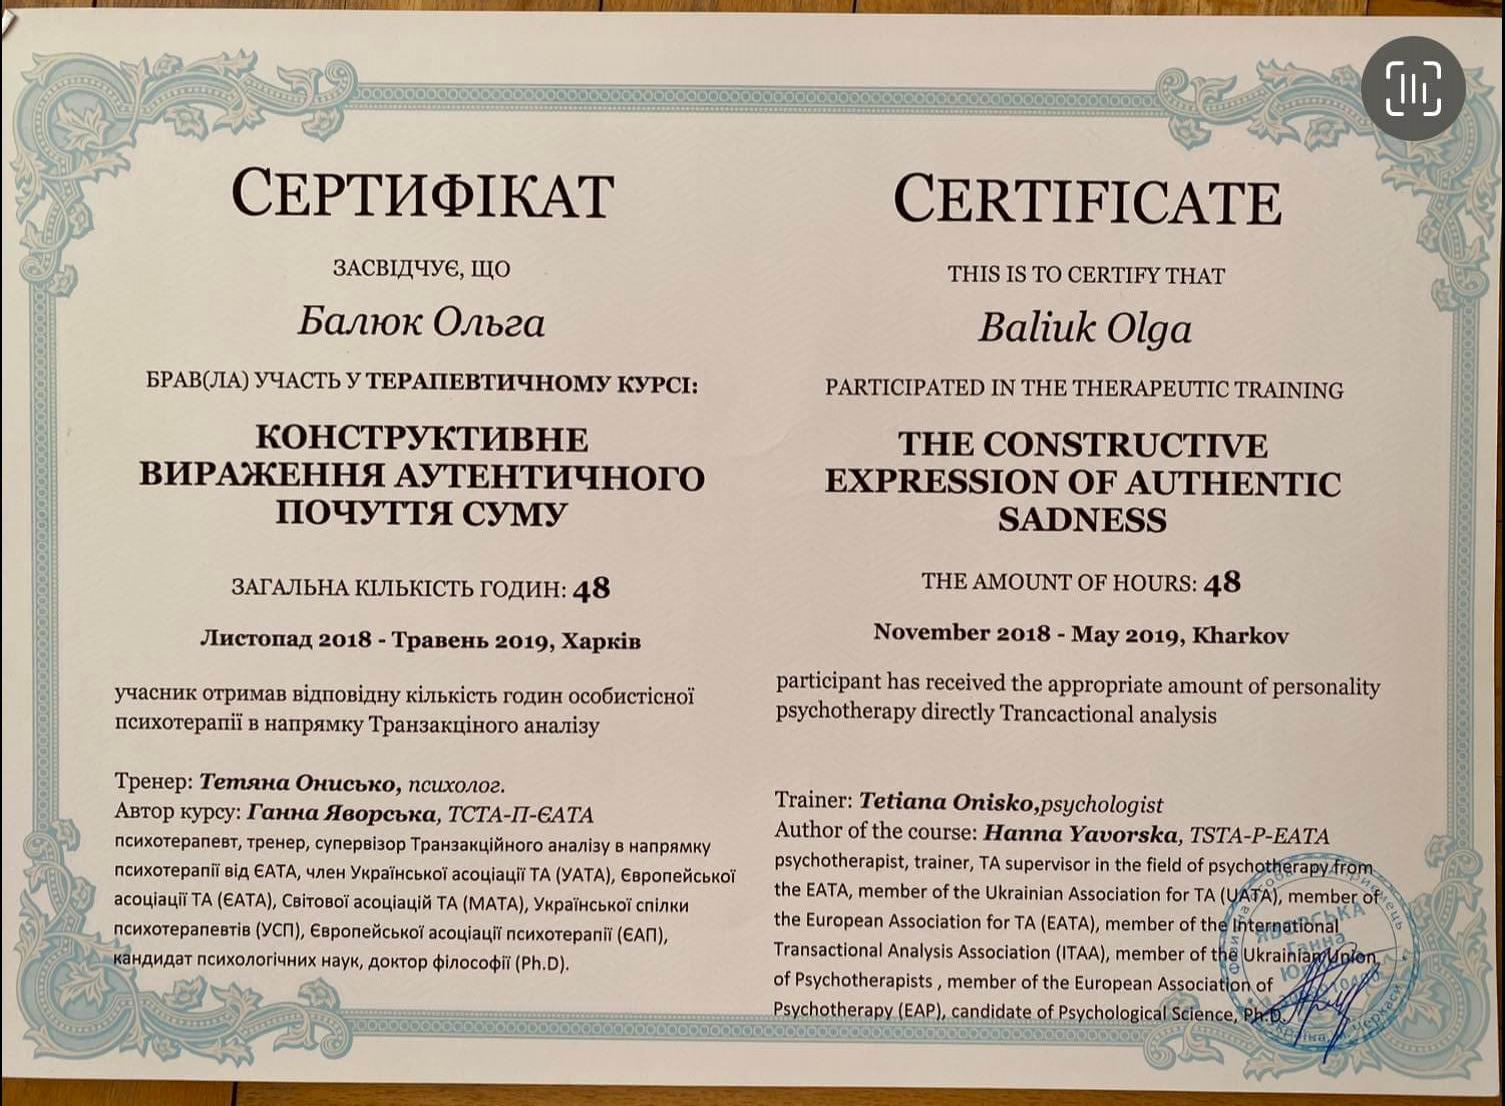 СЕРТИФІКАТ
ЗАСВІДЧУЄ, ЩО
Балюк Ольга
БРАВ(ЛА) УЧАСТЬ У ТЕРАПЕВТИЧНОМУ КУРСІ:
КОНСТРУКТИВНЕ
ВИРАЖЕННЯ АУТЕНТИЧНОГО
ПОЧУТТЯ СУМУ
ЗАГАЛЬНА КІЛЬКІСТЬ ГОДИН: 48
Листопад 2018 - Травень 2019, Харків
учасник отримав відповідну кількість годин особистісної
психотерапії в напрямку Транзакціного аналізу
Тренер: Тетяна Онисько, психолог.
Автор курсу: Ганна Яворська, ТСТА-П-ЄАТА
психотерапевт, тренер, супервізор Транзакційного аналізу в напрямку
психотерапії від ЄАТА, член Української асоціації ТА (УАТА), Європейської
асоціації ТА (ЄАТА), Світової асоціацій ТА (МАТА), Української спілки
психотерапевтів (УСП), Європейської асоціації психотерапії (ЄАП),
кандидат психологічних наук, доктор філософії (Ph.D).
CERTIFICATE
THIS IS TO CERTIFY THAT
Baliuk Olga
PARTICIPATED IN THE THERAPEUTIC TRAINING
THE CONSTRUCTIVE
EXPRESSION OF AUTHENTIC
SADNESS
THE AMOUNT OF HOURS: 48
November 2018 - May 2019, Kharkov
participant has received the appropriate amount of personality
psychotherapy directly Trancactional analysis
Trainer: Tetiana Onisko,psychologist
Author of the course: Hanna Yavorska, TSTA-P-EATA
psychotherapist, trainer, TA supervisor in the field of psychotherapy from
the EATA, member of the Ukrainian Association for TA (UATA), member of
the European Association for TA (EATA), member of the International
Transactional Analysis Association (ITAA), member of the Ukrainian Union
of Psychotherapists , member of the European Association of
Psychotherapy (EAP), candidate of Psychological Science, Ph.D.
ЯВОРСЬКА
Ганна